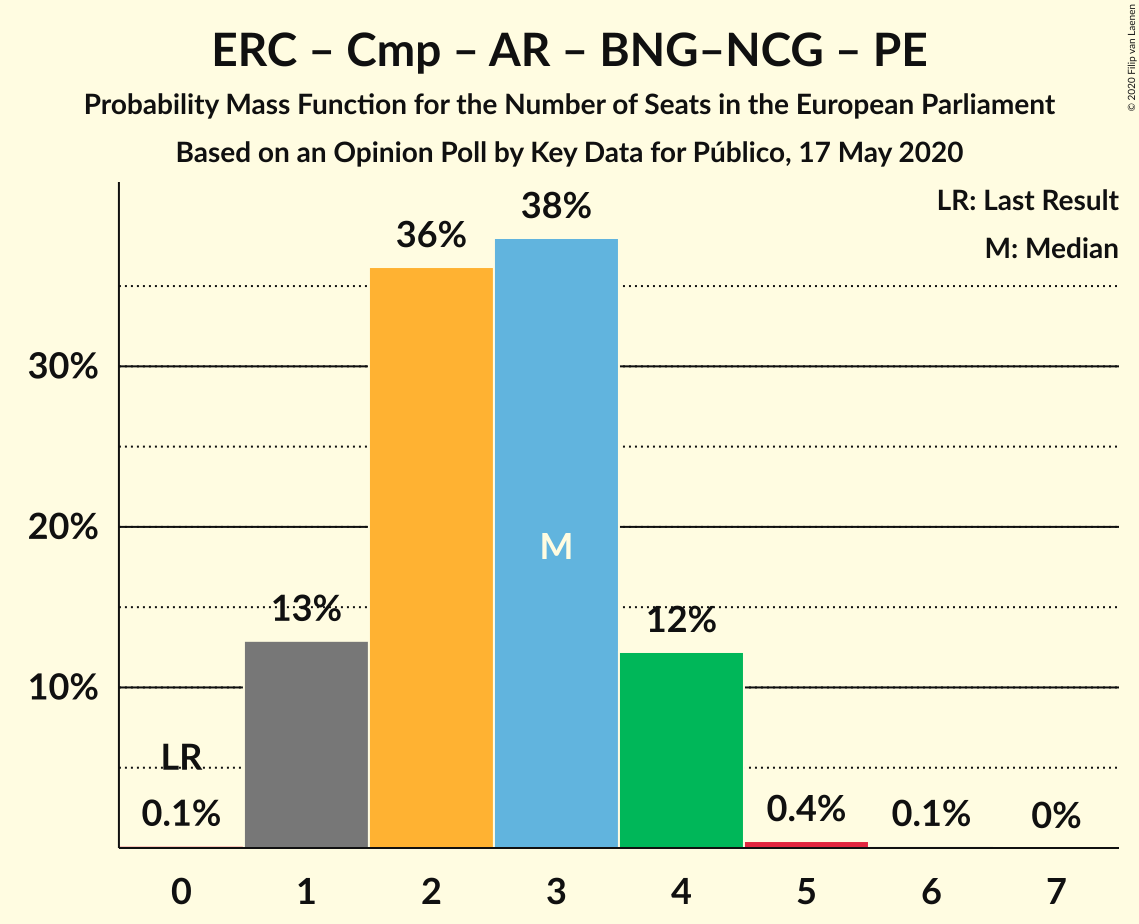 ERC – Cmp – AR – BNG–NCG – PE
Probability Mass Function for the Number of Seats in the European Parliament
Based on an Opinion Poll by Key Data for Público, 17 May 2020
© 2020 Filip van Laenen
LR: Last Result
M: Median
38%
36%
30%
20%
M
13%
12%
10%
LR
0.1%
0.4%
0.1%
0%
0 1 2 3 4 5 6 7